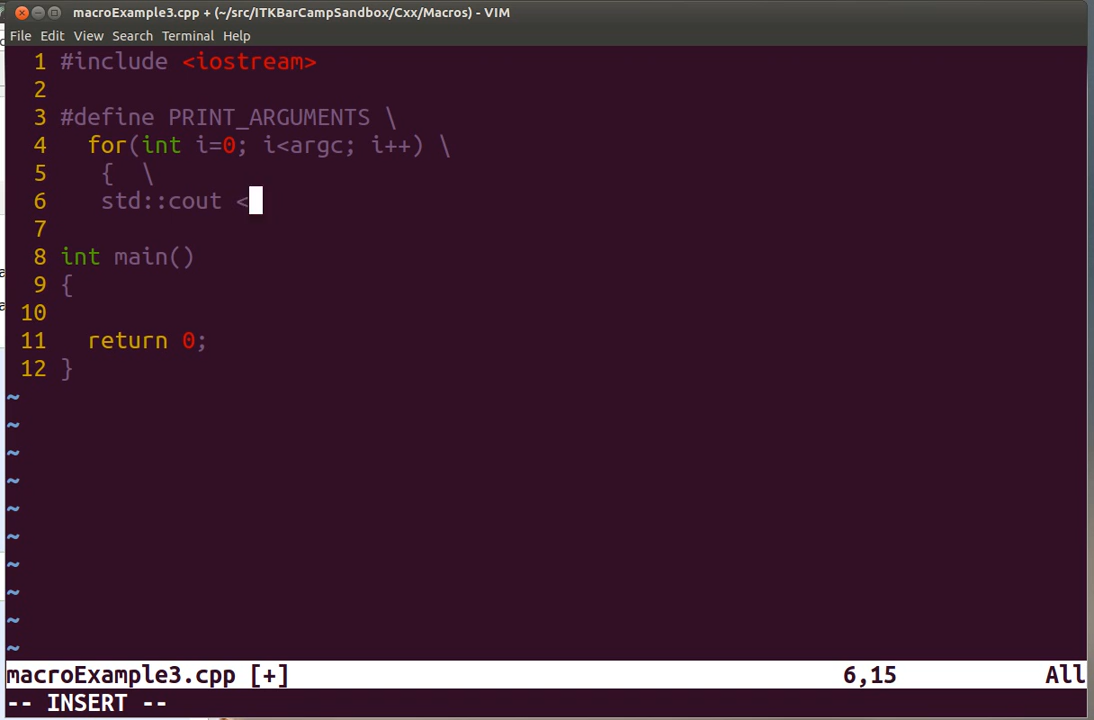 macroExample3.cpp + (~/src/ITKBarCampSandbox/Cxx/Macros) - VIM
File Edit View Search Terminal Help
1 #include <iostream>
2
3 #define PRINT_ARGUMENTS \
4   for(int i=0; i<argc; i++) \
5    {  \
6    std::cout <
7
8 int main()
9 {
10
11   return 0;
12 }
~
~
~
~
~
~
~
~
~
~
macroExample3.cpp [+] 6,15 All
-- INSERT --